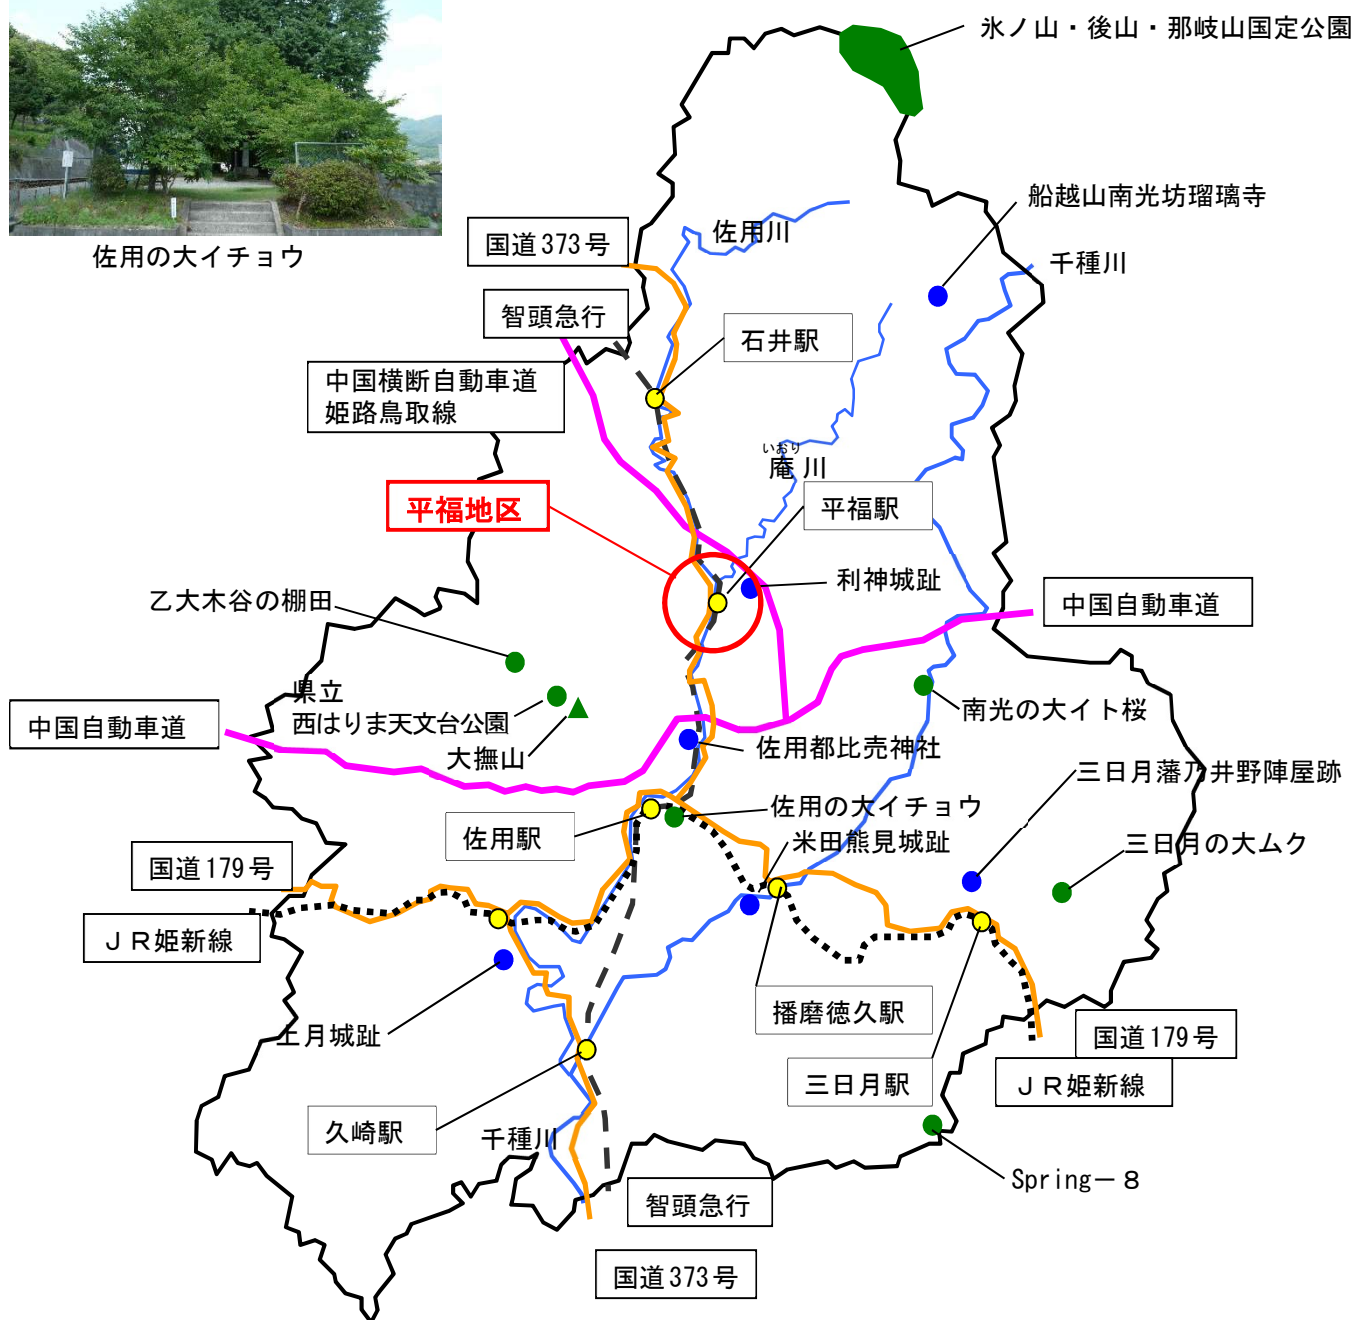 氷ノ山・後山・那岐山国定公園
船越山南光坊瑠璃寺
佐用川
国道373号
佐用の大イチョウ
千種川
智頭急行
石井駅
中国横断自動車道
姫路鳥取線
いおり
庵川
平福地区
平福駅
利神城趾
中国自動車道
乙大木谷の棚田
県立
西はりま天文台公園
南光の大イト桜
中国自動車道
大撫山
佐用都比売神社
三日月藩乃井野陣屋跡
佐用の大イチョウ
佐用駅
米田熊見城趾
三日月の大ムク
国道179号
ＪＲ姫新線
播磨徳久駅
上月城趾
国道179号
三日月駅
ＪＲ姫新線
久崎駅
千種川
Spring－８
智頭急行
国道373号